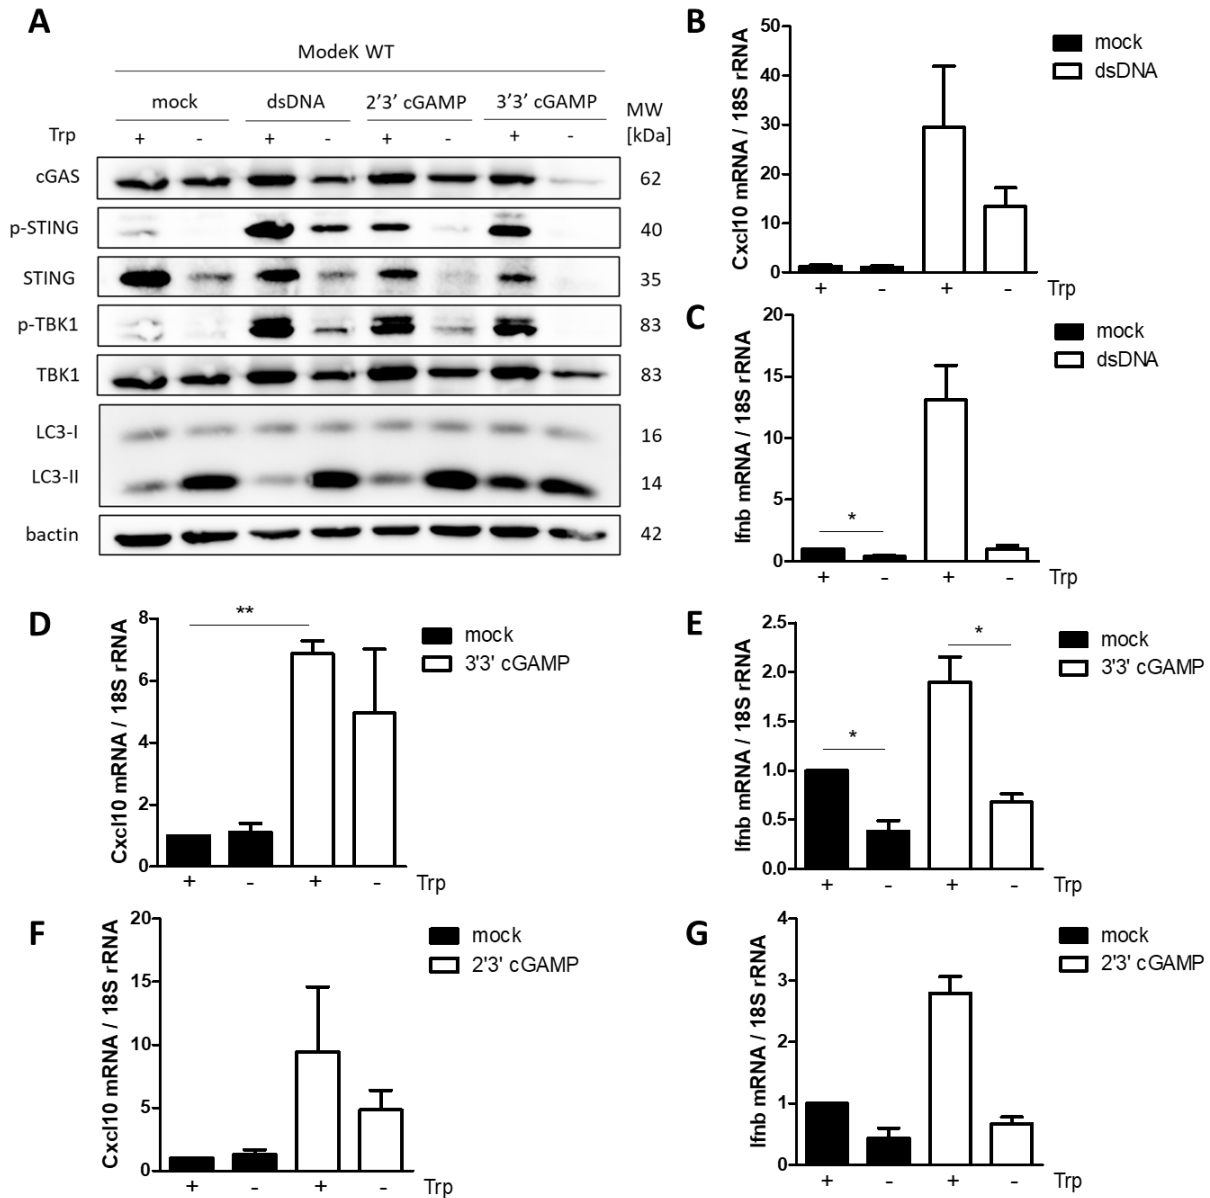 A
ModeK WT
mock dsDNA 2’3’ cGAMP 3’3’ cGAMP MW
Trp + - + - + - + - [kDa]
cGAS 62
p-STING 40
STING 35
p-TBK1 83
TBK1 83
LC3-I 16
LC3-II 14
bactin 42
B
Cxcl10 mRNA / 18S rRNA
50
40
30
20
10
0
+ - + - Trp
mock
dsDNA
C
Ifnb mRNA / 18S rRNA
20
15
10
5
0
*
+ - + - Trp
mock
dsDNA
D
Cxcl10 mRNA / 18S rRNA
8
6
4
2
0
**
+ - + - Trp
mock
3'3' cGAMP
E
Ifnb mRNA / 18S rRNA
2.5
2.0
1.5
1.0
0.5
0.0
*
*
+ - + - Trp
mock
3'3' cGAMP
F
Cxcl10 mRNA / 18S rRNA
20
15
10
5
0
+ - + - Trp
mock
2'3' cGAMP
G
Ifnb mRNA / 18S rRNA
4
3
2
1
0
+ - + - Trp
mock
2'3' cGAMP